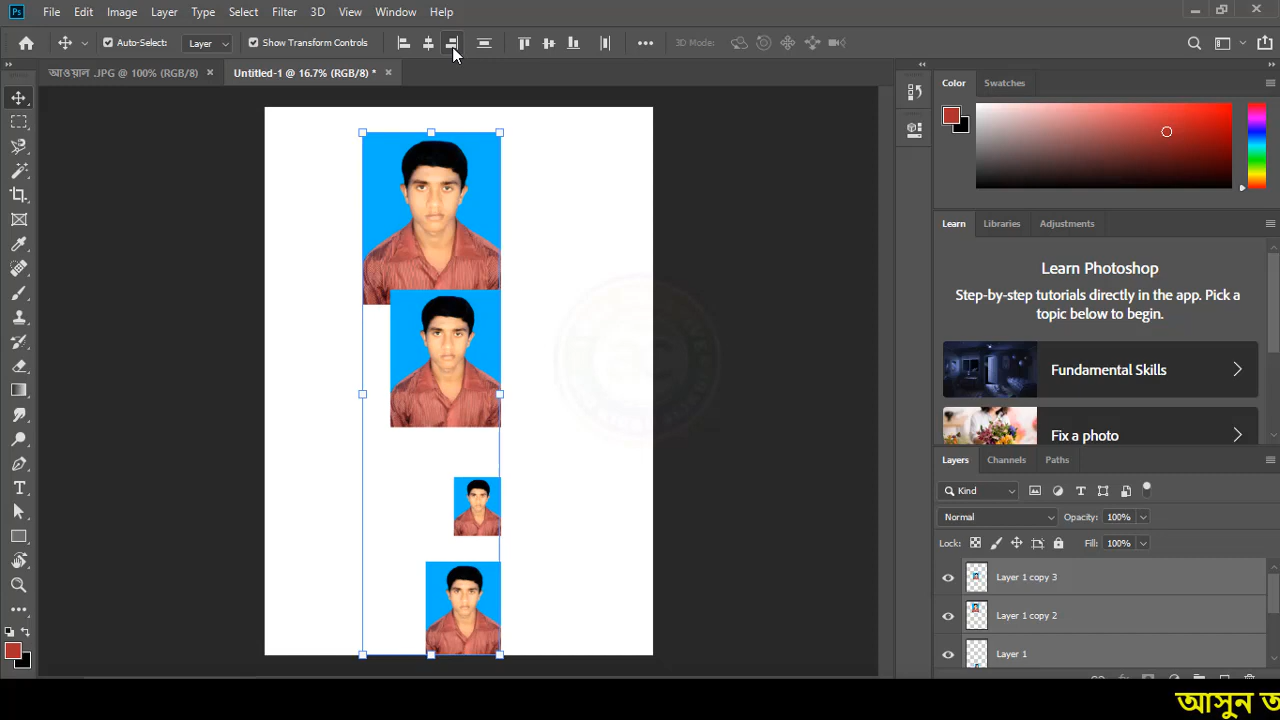 Ps File Edit Image Layer Type Select Filter 3D View Window Help
Auto-Select: Layer Show Transform Controls 3D Mode:
আওয়াল .JPG @ 100% (RGB/8) × Untitled-1 @ 16.7% (RGB/8) * ×
Color Swatches
Learn Libraries Adjustments
Learn Photoshop
Step-by-step tutorials directly in the app. Pick a
topic below to begin.
Fundamental Skills
Fix a photo
Layers Channels Paths
Kind
Normal Opacity: 100%
Lock: Fill: 100%
Layer 1 copy 3
Layer 1 copy 2
Layer 1
আসুন